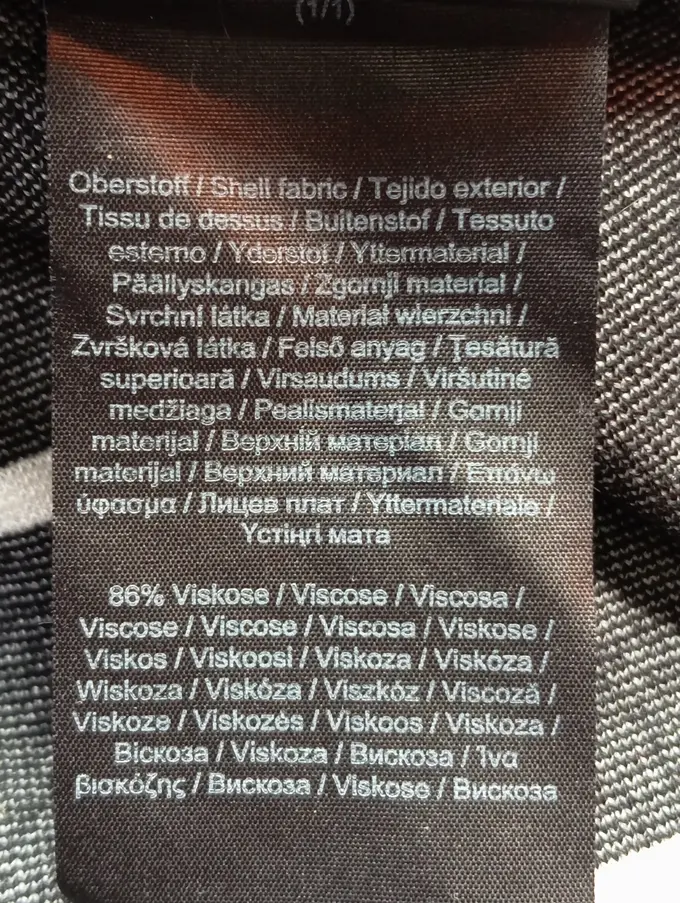 (1/1)
Oberstoff / Shell fabric / Tejido exterior /
Tissu de dessus / Buitenstof / Tessuto
esterno / Yderstof / Yttermaterial /
Päällyskangas / Zgornji material /
Svrchní látka / Materiał wierzchni /
Zvršková látka / Felső anyag / Țesătură
superioară / Virsaudums / Viršutinė
medžiaga / Pealismaterjal / Gornji
materijal / Верхній матеріал / Gornji
materijal / Верхний материал / Επάνω
ύφασμα / Лицев плат / Yttermateriale /
Үстіңгі мата
86% Viskose / Viscose / Viscosa /
Viscose / Viscose / Viscosa / Viskose /
Viskos / Viskoosi / Viskoza / Viskóza /
Wiskoza / Viskóza / Viszkóz / Viscoză /
Viskoze / Viskozės / Viskoos / Viskoza /
Віскоза / Viskoza / Вискоза / Ίνα
βισκόζης / Вискоза / Viskose / Вискоза